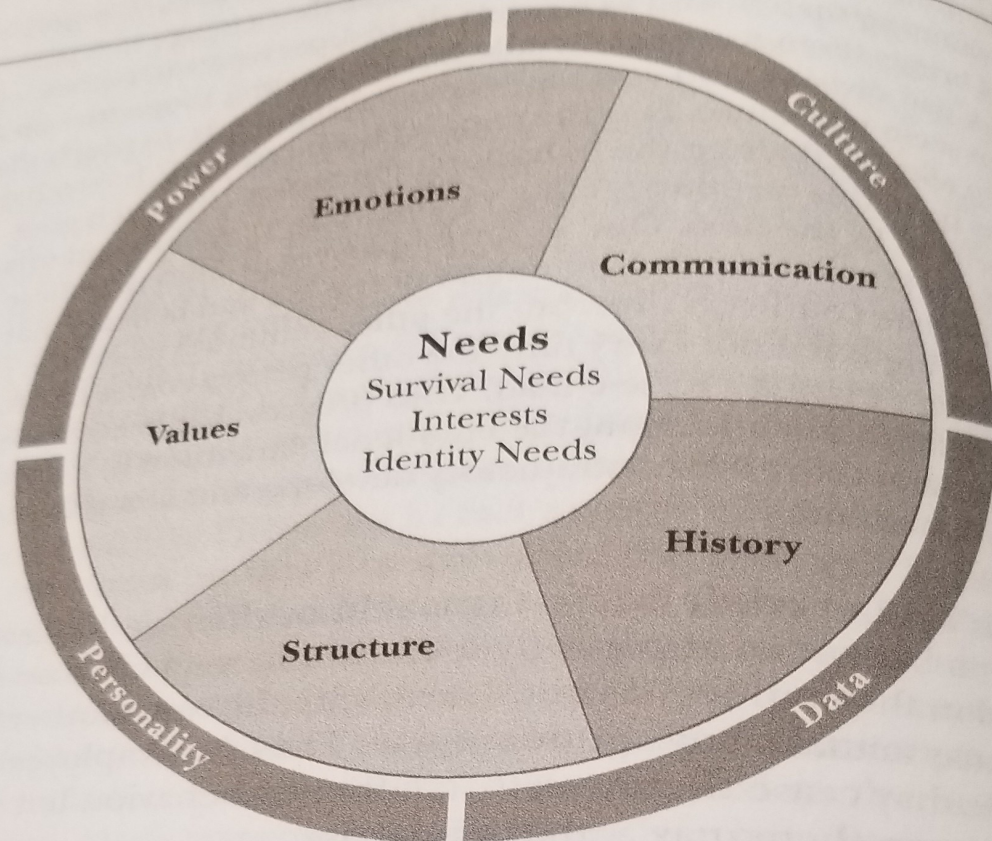 Power
Culture
Emotions
Communication
Needs
Survival Needs
Interests
Identity Needs
Values
History
Structure
Personality
Data